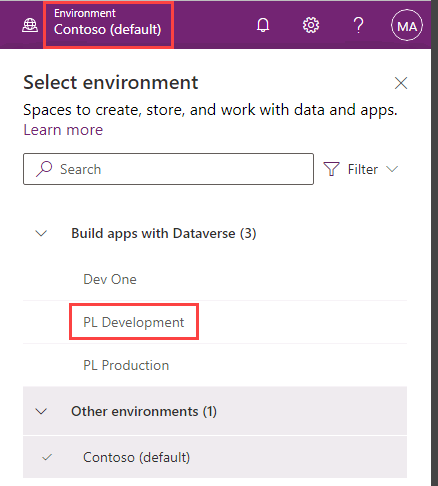 Environment
Contoso (default)
MA
Select environment
Spaces to create, store, and work with data and apps.
Learn more
Search
Filter
Build apps with Dataverse (3)
Dev One
PL Development
PL Production
Other environments (1)
Contoso (default)